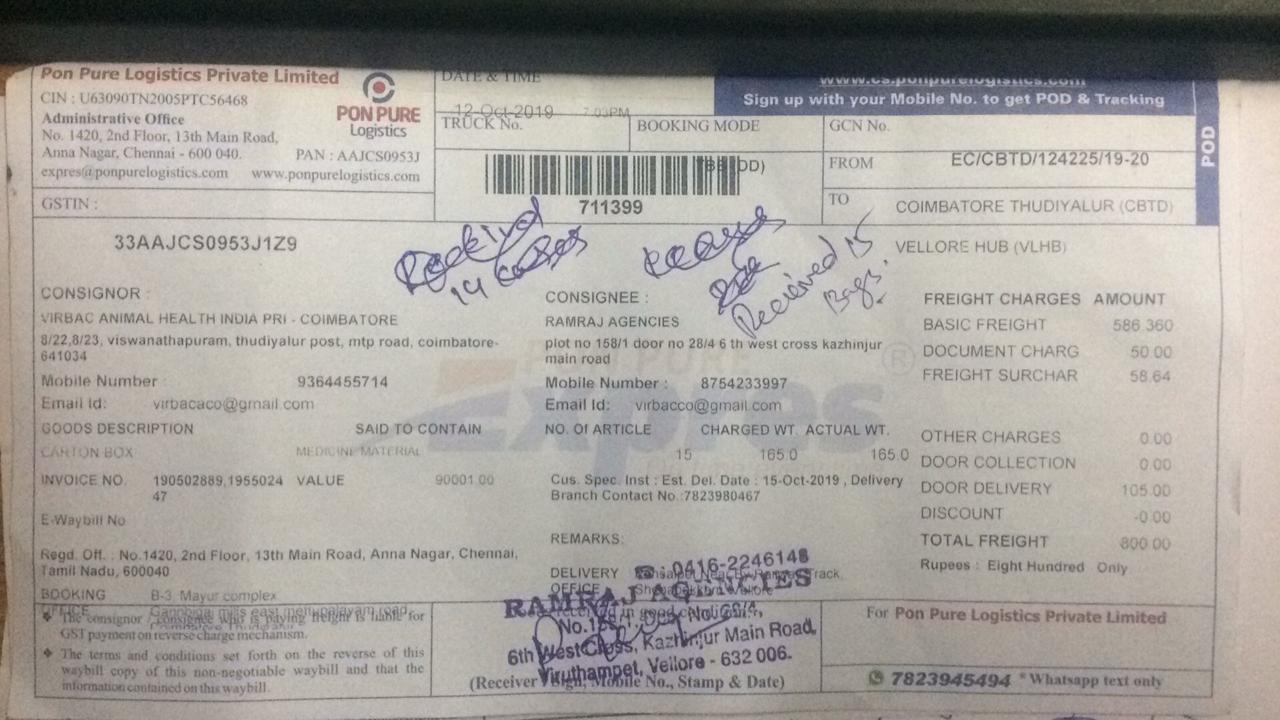 Pon Pure Logistics Private Limited
CIN : U63090TN2005PTC56468
Administrative Office
No. 1420, 2nd Floor, 13th Main Road,
Anna Nagar, Chennai - 600 040.
PAN : AAJCS0953J
expres@ponpurelogistics.com www.ponpurelogistics.com
PON PURE
Logistics
GSTIN :
33AAJCS0953J1Z9
DATE & TIME
12-Oct-2019 7.03PM
TRUCK No.
BOOKING MODE
DD)
711399
www.cs.ponpurelogistics.com
Sign up with your Mobile No. to get POD & Tracking
POD
GCN No.
FROM EC/CBTD/124225/19-20
TO COIMBATORE THUDIYALUR (CBTD)
VELLORE HUB (VLHB)
14
Received 15
Bags.
CONSIGNOR :
VIRBAC ANIMAL HEALTH INDIA PRI - COIMBATORE
8/22,8/23, viswanathapuram, thudiyalur post, mtp road, coimbatore-
641034
Mobile Number : 9364455714
Email Id: virbacaco@gmail.com
CONSIGNEE :
RAMRAJ AGENCIES
plot no 158/1 door no 28/4 6 th west cross kazhinjur
main road
Mobile Number : 8754233997
Email Id: virbacco@gmail.com
PON PURE
Expres
®
GOODS DESCRIPTION SAID TO CONTAIN NO. Of ARTICLE CHARGED WT. ACTUAL WT.
CARTON BOX MEDICINE MATERIAL 15 165.0 165.0
INVOICE NO. 190502889,1955024 VALUE 90001.00
47
Cus. Spec. Inst : Est. Del. Date : 15-Oct-2019 , Delivery
Branch Contact No.:7823980467
E-Waybill No
REMARKS:
Regd. Off. : No.1420, 2nd Floor, 13th Main Road, Anna Nagar, Chennai,
Tamil Nadu, 600040
BOOKING B-3, Mayur complex
OFFICE
DELIVERY
OFFICE
FREIGHT CHARGES AMOUNT
BASIC FREIGHT 586.360
DOCUMENT CHARG 50.00
FREIGHT SURCHAR 58.64
OTHER CHARGES 0.00
DOOR COLLECTION 0.00
DOOR DELIVERY 105.00
DISCOUNT -0.00
TOTAL FREIGHT 800.00
Rupees : Eight Hundred Only
❖ The consignor / consignee who is paying freight is liable for
GST payment on reverse charge mechanism.
❖ The terms and conditions set forth on the reverse of this
waybill copy of this non-negotiable waybill and that the
information contained on this waybill.
☎ : 0416-2246148
RAMRAJ AGENCIES
6th West Cross, Kazhinjur Main Road,
Viruthampet, Vellore - 632 006.
(Receiver Sign, Mobile No., Stamp & Date)
For Pon Pure Logistics Private Limited
7823945494 *Whatsapp text only